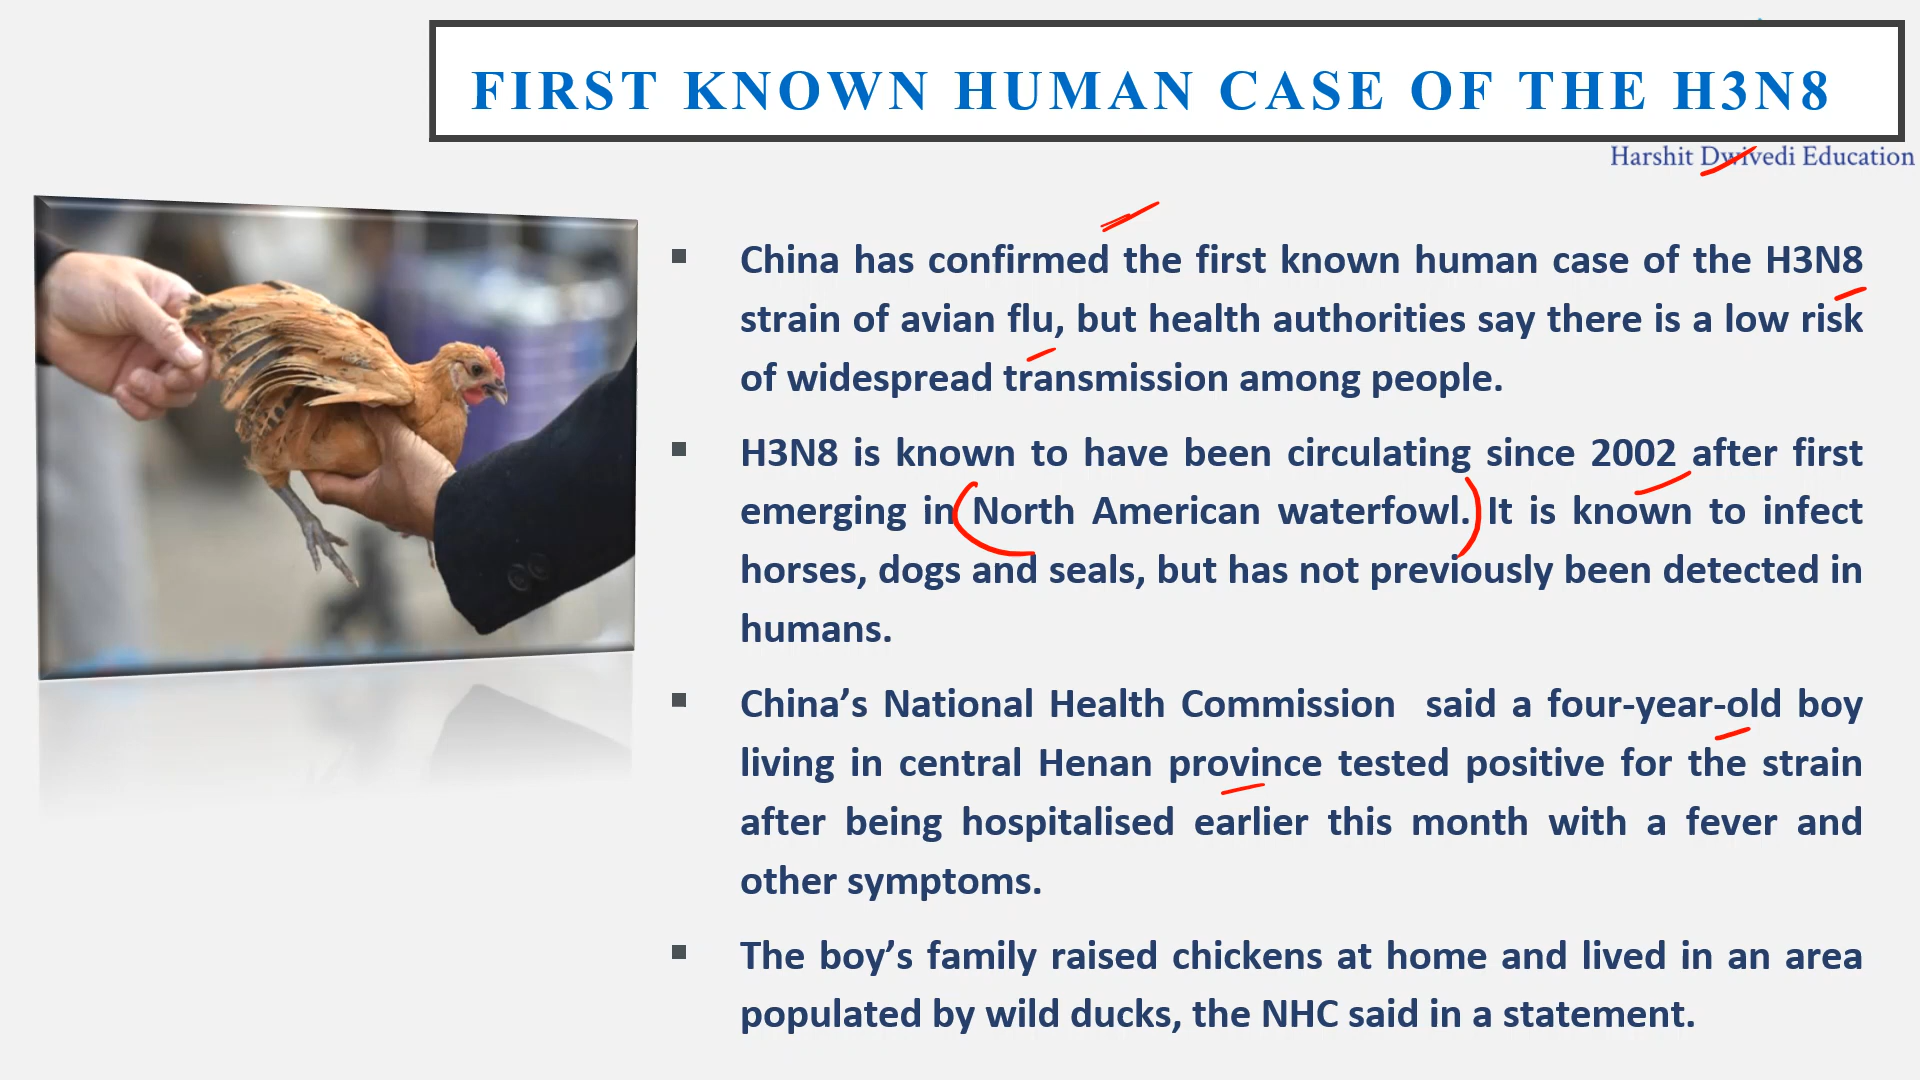 FIRST KNOWN HUMAN CASE OF THE H3N8
Harshit Dwivedi Education
China has confirmed the first known human case of the H3N8
strain of avian flu, but health authorities say there is a low risk
of widespread transmission among people.
H3N8 is known to have been circulating since 2002 after first
emerging in North American waterfowl. It is known to infect
horses, dogs and seals, but has not previously been detected in
humans.
China’s National Health Commission said a four-year-old boy
living in central Henan province tested positive for the strain
after being hospitalised earlier this month with a fever and
other symptoms.
The boy’s family raised chickens at home and lived in an area
populated by wild ducks, the NHC said in a statement.